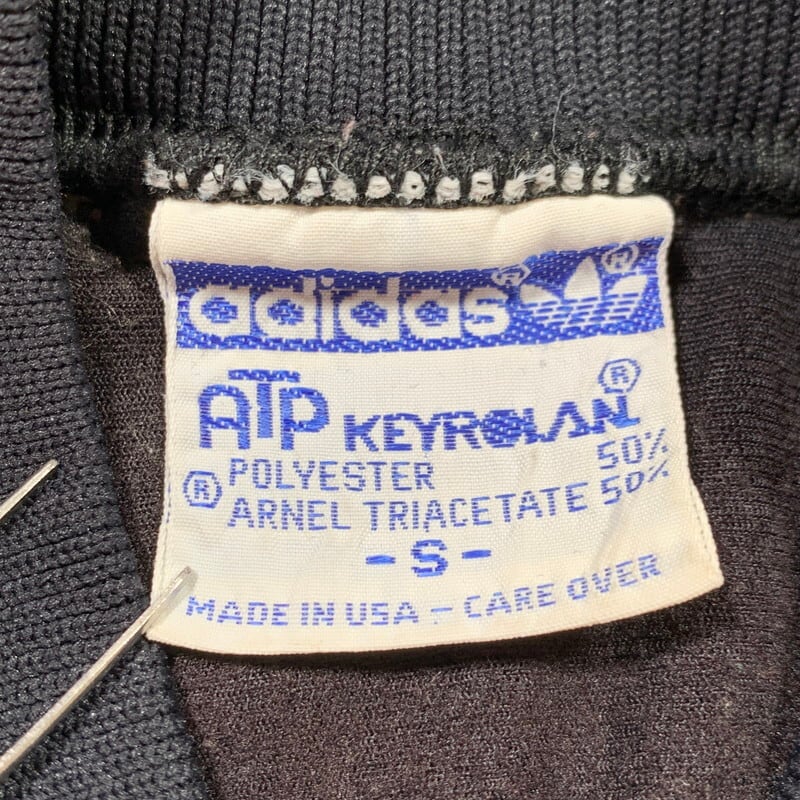 adidas®
®
ATP KEYROLAN®
POLYESTER 50%
® ARNEL TRIACETATE 50%
-S-
MADE IN USA - CARE OVER